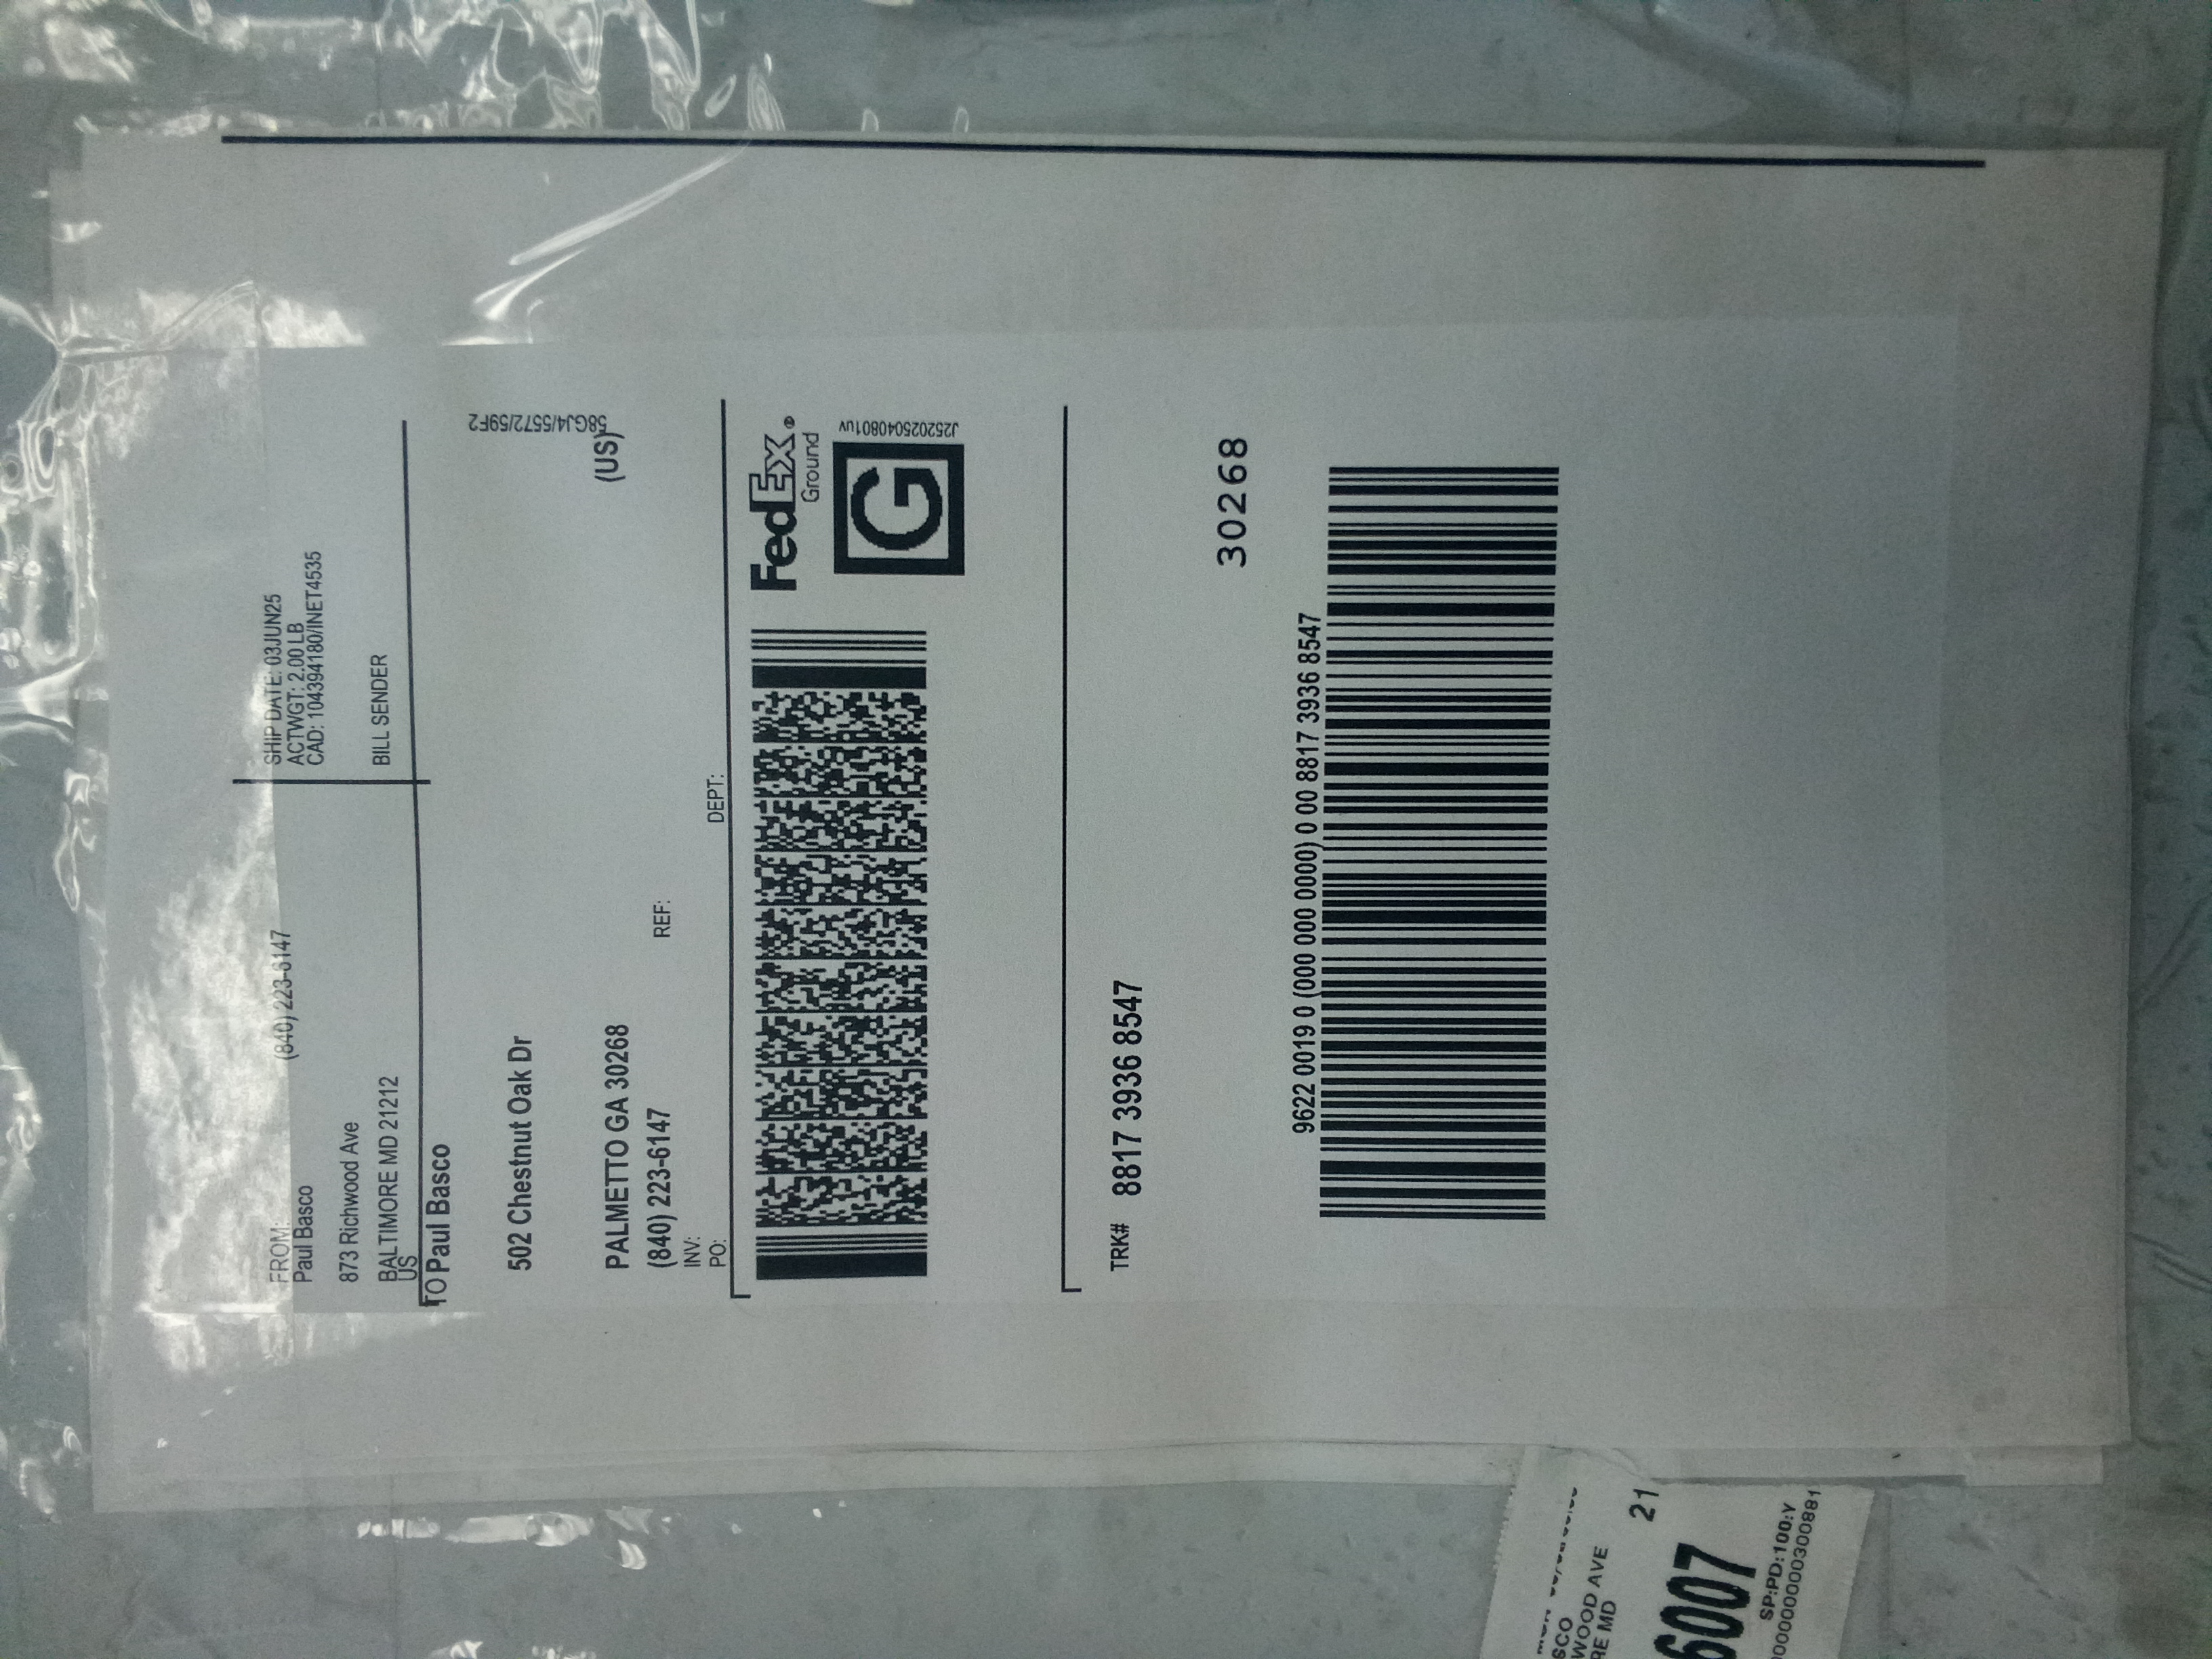 FROM:
(840) 223-6147
Paul Basco
873 Richwood Ave
BALTIMORE MD 21212
US
SHIP DATE: 03JUN25
ACTWGT: 2.00 LB
CAD: 104394180/INET4535
BILL SENDER
TO Paul Basco
502 Chestnut Oak Dr
58GJ4/5572/59F2
(US)
PALMETTO GA 30268
(840) 223-6147
REF:
INV:
PO:
DEPT:
FedEx®
Ground
G
J252025040801uv
TRK# 8817 3936 8547
30268
9622 0019 0 (000 000 0000) 0 00 8817 3936 8547
SCO
WOOD AVE
RE MD
21
6007
SP:PD:100:Y